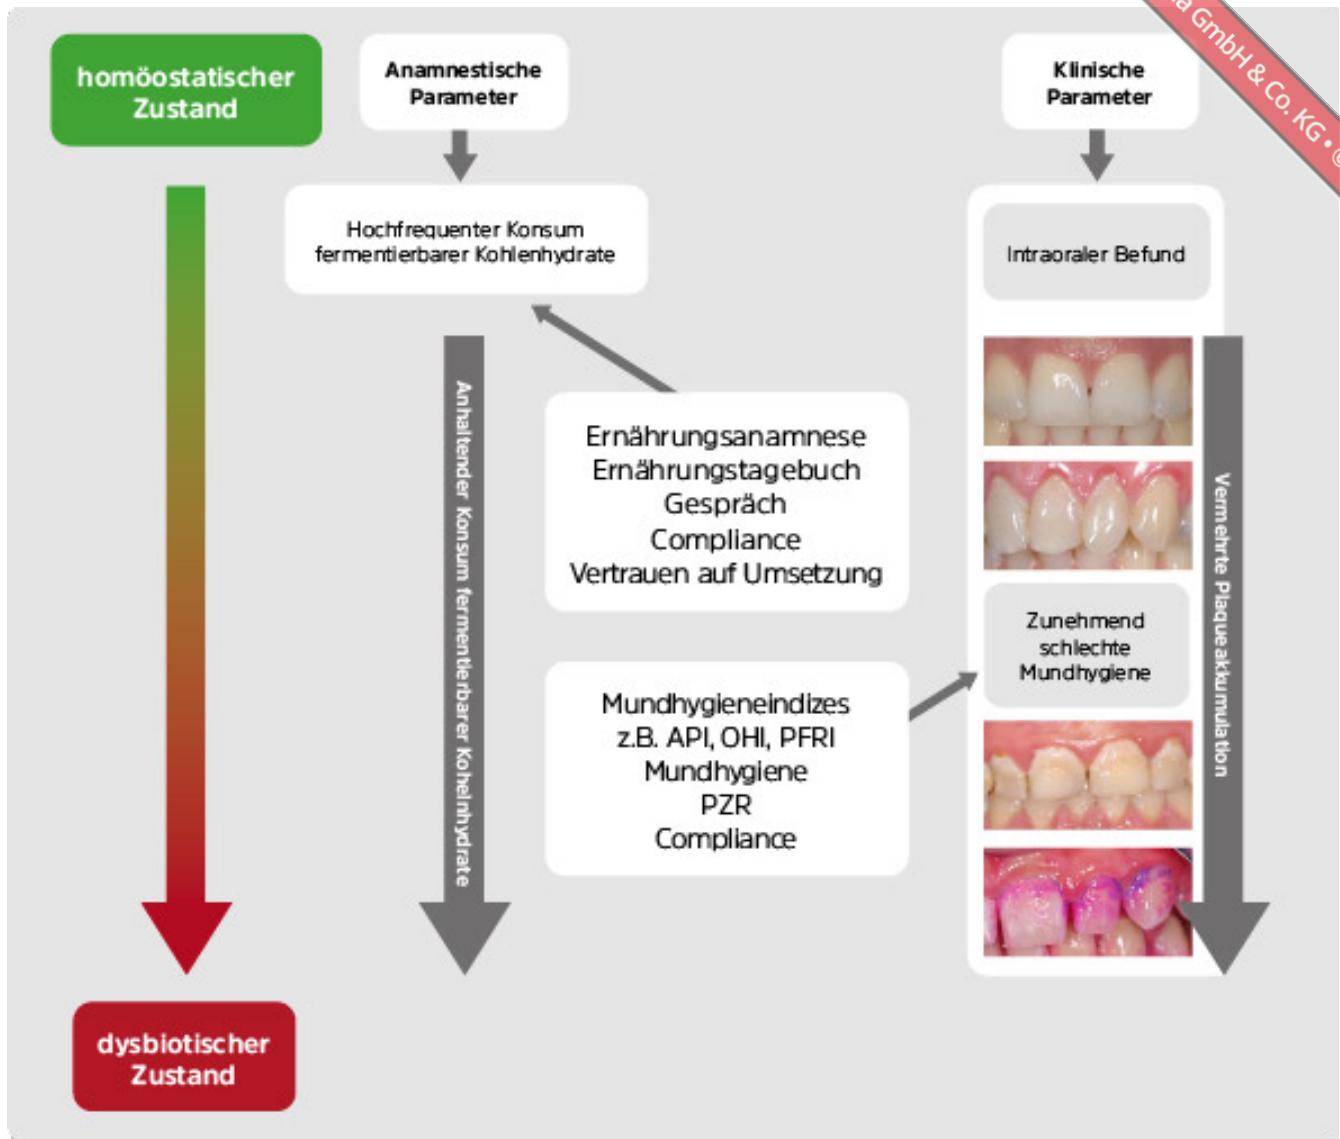 homöostatischer
Zustand
Anamnestische
Parameter
Klinische
Parameter
GmbH & Co. KG • ©
Hochfrequenter Konsum
fermentierbarer Kohlenhydrate
Intraoraler Befund
Anhaltender Konsum fermentierbarer Kohelnhydrate
Ernährungsanamnese
Ernährungstagebuch
Gespräch
Compliance
Vertrauen auf Umsetzung
Vermehrte Plaqueakkumulation
Zunehmend
schlechte
Mundhygiene
Mundhygieneindizes
z.B. API, OHI, PFRI
Mundhygiene
PZR
Compliance
dysbiotischer
Zustand